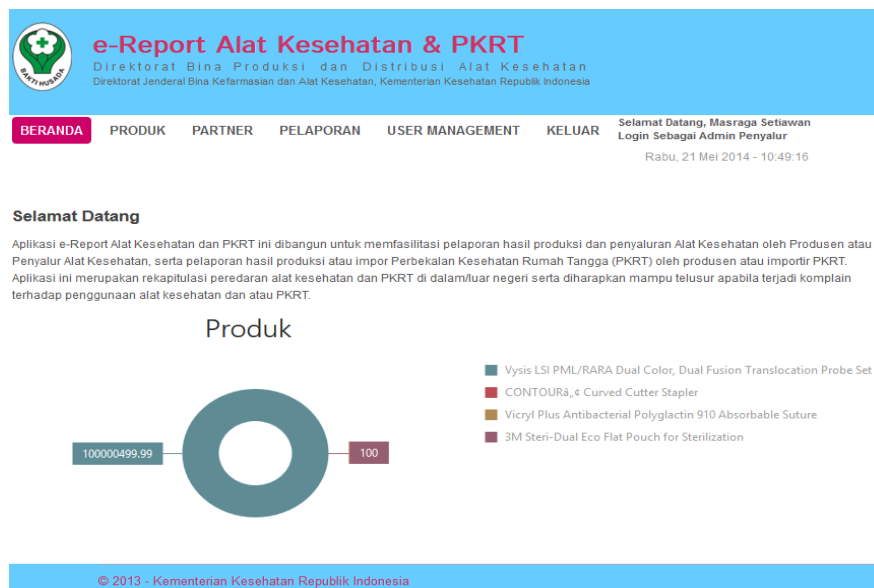 BAKTI HUSADA
e-Report Alat Kesehatan & PKRT
Direktorat Bina Produksi dan Distribusi Alat Kesehatan
Direktorat Jenderal Bina Kefarmasian dan Alat Kesehatan, Kementerian Kesehatan Republik Indonesia
BERANDA PRODUK PARTNER PELAPORAN USER MANAGEMENT KELUAR
Selamat Datang, Masraga Setiawan
Login Sebagai Admin Penyalur
Rabu, 21 Mei 2014 - 10:49:16
Selamat Datang
Aplikasi e-Report Alat Kesehatan dan PKRT ini dibangun untuk memfasilitasi pelaporan hasil produksi dan penyaluran Alat Kesehatan oleh Produsen atau
Penyalur Alat Kesehatan, serta pelaporan hasil produksi atau impor Perbekalan Kesehatan Rumah Tangga (PKRT) oleh produsen atau importir PKRT.
Aplikasi ini merupakan rekapitulasi peredaran alat kesehatan dan PKRT di dalam/luar negeri serta diharapkan mampu telusur apabila terjadi komplain
terhadap penggunaan alat kesehatan dan atau PKRT.
Produk
Vysis LSI PML/RARA Dual Color, Dual Fusion Translocation Probe Set
CONTOURâ„¢ Curved Cutter Stapler
Vicryl Plus Antibacterial Polyglactin 910 Absorbable Suture
3M Steri-Dual Eco Flat Pouch for Sterilization
100000499.99
100
© 2013 - Kementerian Kesehatan Republik Indonesia